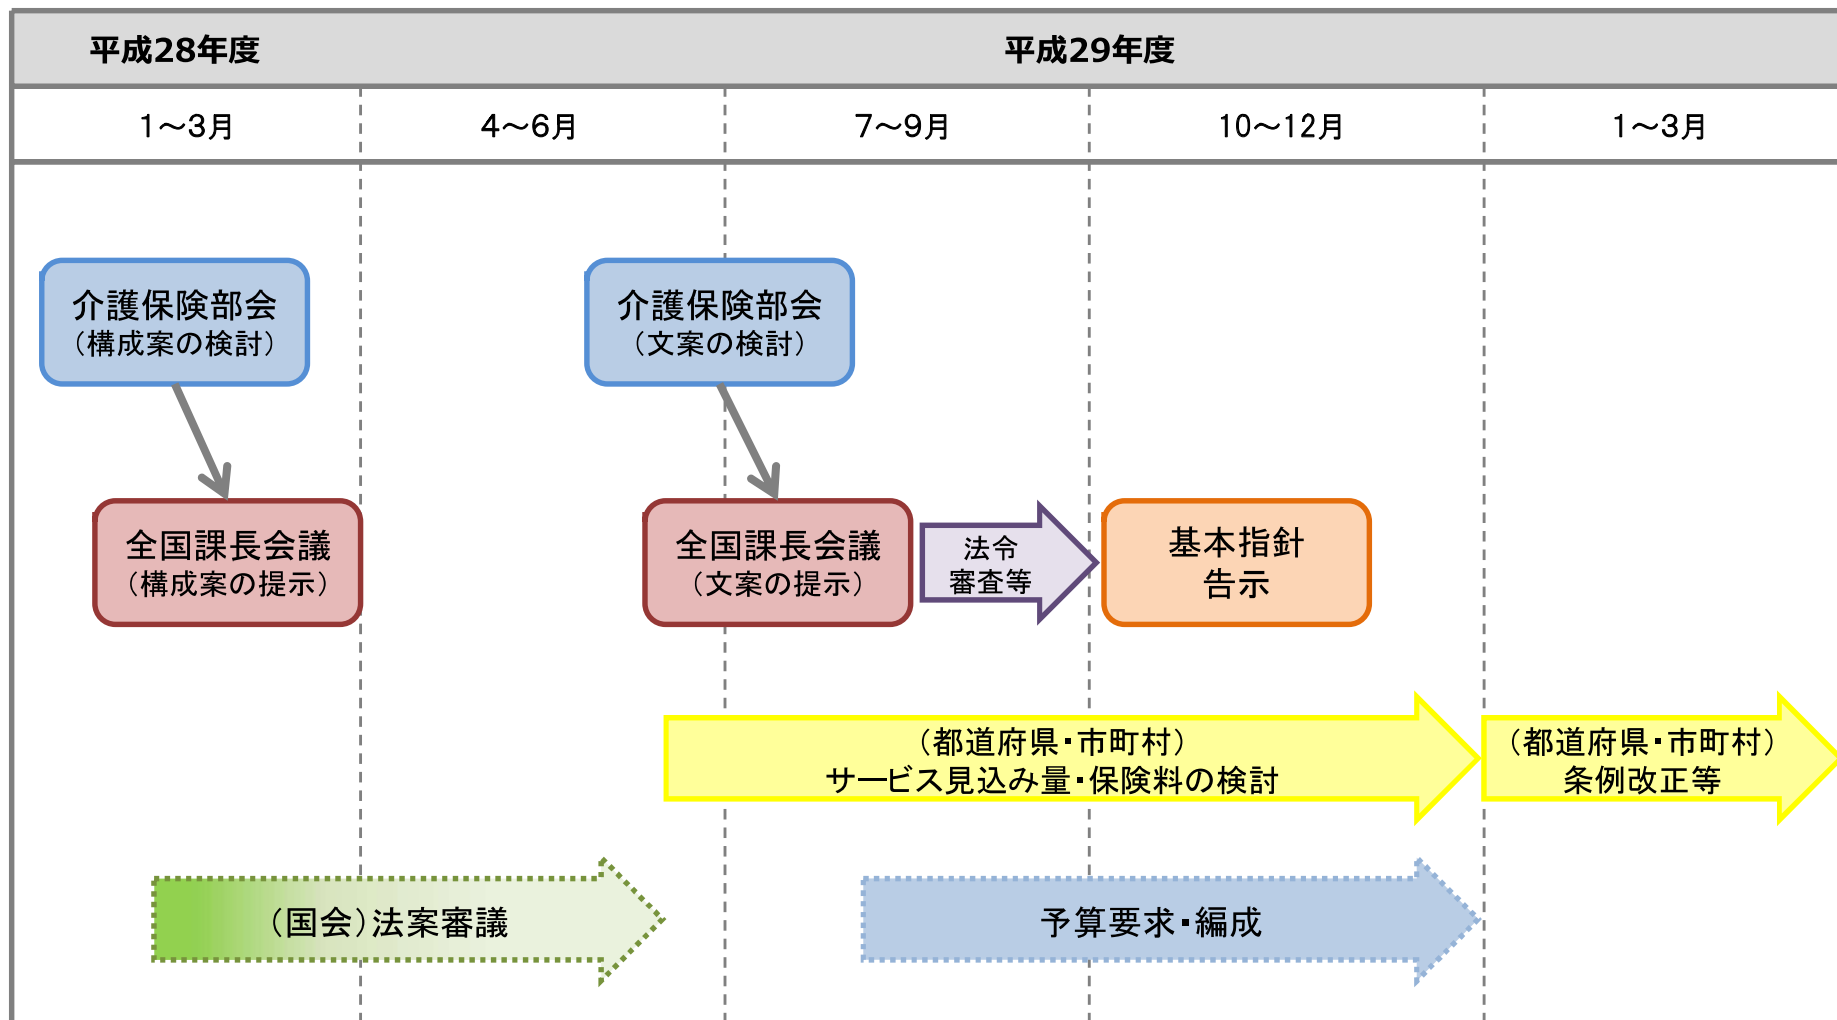 平成28年度
平成29年度
1～3月
4～6月
7～9月
10～12月
1～3月
介護保険部会
（構成案の検討）
介護保険部会
（文案の検討）
全国課長会議
（構成案の提示）
全国課長会議
（文案の提示）
法令
審査等
基本指針
告示
（都道府県・市町村）
サービス見込み量・保険料の検討
（都道府県・市町村）
条例改正等
（国会）法案審議
予算要求・編成